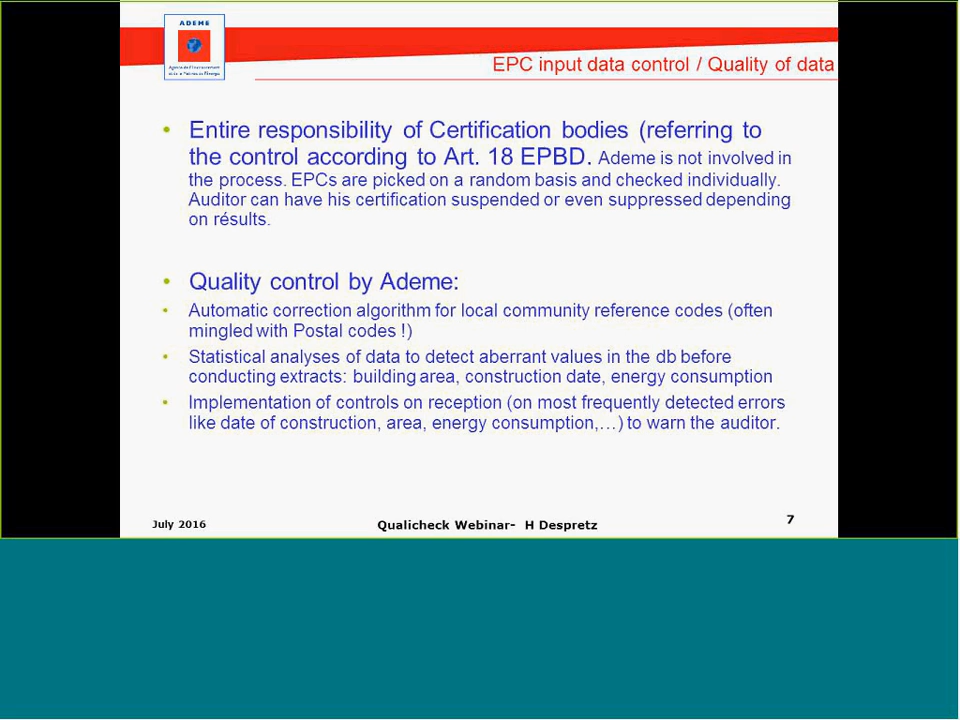 ADEME
EPC input data control / Quality of data
• Entire responsibility of Certification bodies (referring to
the control according to Art. 18 EPBD. Ademe is not involved in
the process. EPCs are picked on a random basis and checked individually.
Auditor can have his certification suspended or even suppressed depending
on résults.
• Quality control by Ademe:
• Automatic correction algorithm for local community reference codes (often
mingled with Postal codes !)
• Statistical analyses of data to detect aberrant values in the db before
conducting extracts: building area, construction date, energy consumption
• Implementation of controls on reception (on most frequently detected errors
like date of construction, area, energy consumption,…) to warn the auditor.
July 2016
Qualicheck Webinar- H Despretz
7